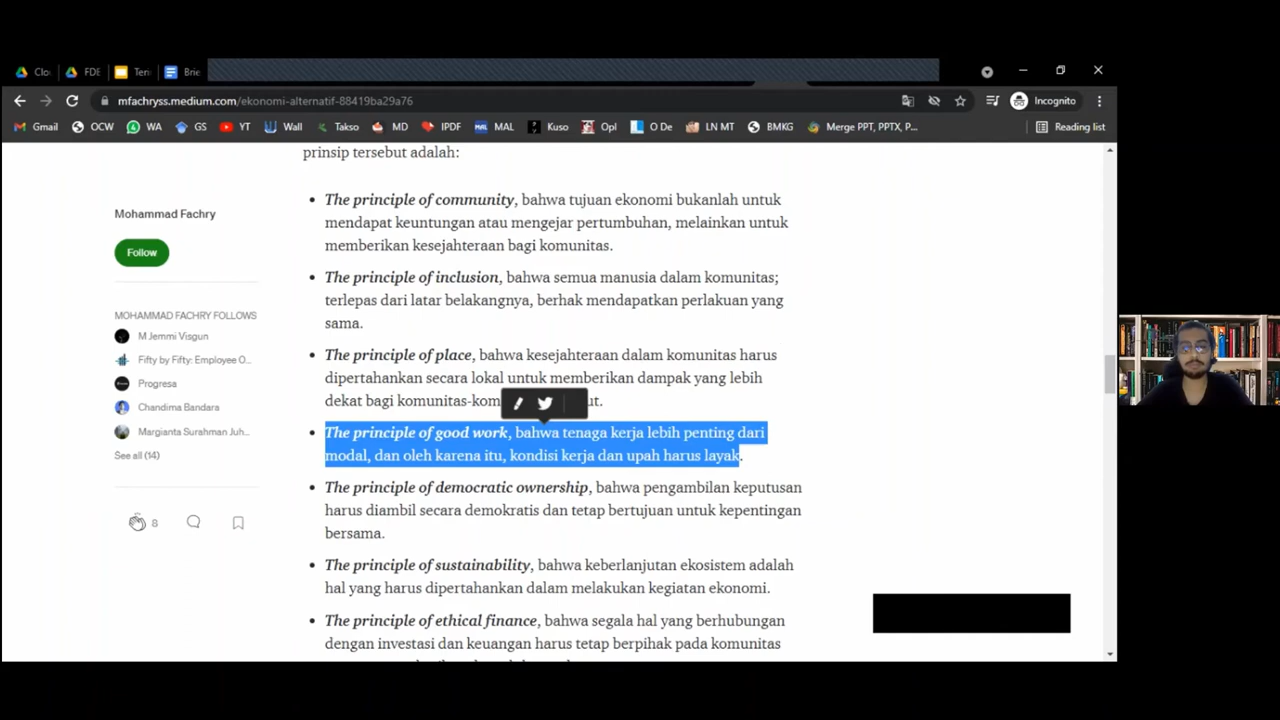 Clo
FDE
Teri
Brie
mfachryss.medium.com/ekonomi-alternatif-88419ba29a76
Incognito
Gmail
OCW
WA
GS
YT
Wall
Takso
MD
IPDF
MAL
Kuso
Opl
O De
LN MT
BMKG
Merge PPT, PPTX, P...
Reading list
prinsip tersebut adalah:
Mohammad Fachry
Follow
MOHAMMAD FACHRY FOLLOWS
M Jemmi Visgun
Fifty by Fifty: Employee O...
Progresa
Chandima Bandara
Margianta Surahman Juh...
See all (14)
8
• The principle of community, bahwa tujuan ekonomi bukanlah untuk
mendapat keuntungan atau mengejar pertumbuhan, melainkan untuk
memberikan kesejahteraan bagi komunitas.
• The principle of inclusion, bahwa semua manusia dalam komunitas;
terlepas dari latar belakangnya, berhak mendapatkan perlakuan yang
sama.
• The principle of place, bahwa kesejahteraan dalam komunitas harus
dipertahankan secara lokal untuk memberikan dampak yang lebih
dekat bagi komunitas-kom ut.
• The principle of good work, bahwa tenaga kerja lebih penting dari
modal, dan oleh karena itu, kondisi kerja dan upah harus layak.
• The principle of democratic ownership, bahwa pengambilan keputusan
harus diambil secara demokratis dan tetap bertujuan untuk kepentingan
bersama.
• The principle of sustainability, bahwa keberlanjutan ekosistem adalah
hal yang harus dipertahankan dalam melakukan kegiatan ekonomi.
• The principle of ethical finance, bahwa segala hal yang berhubungan
dengan investasi dan keuangan harus tetap berpihak pada komunitas